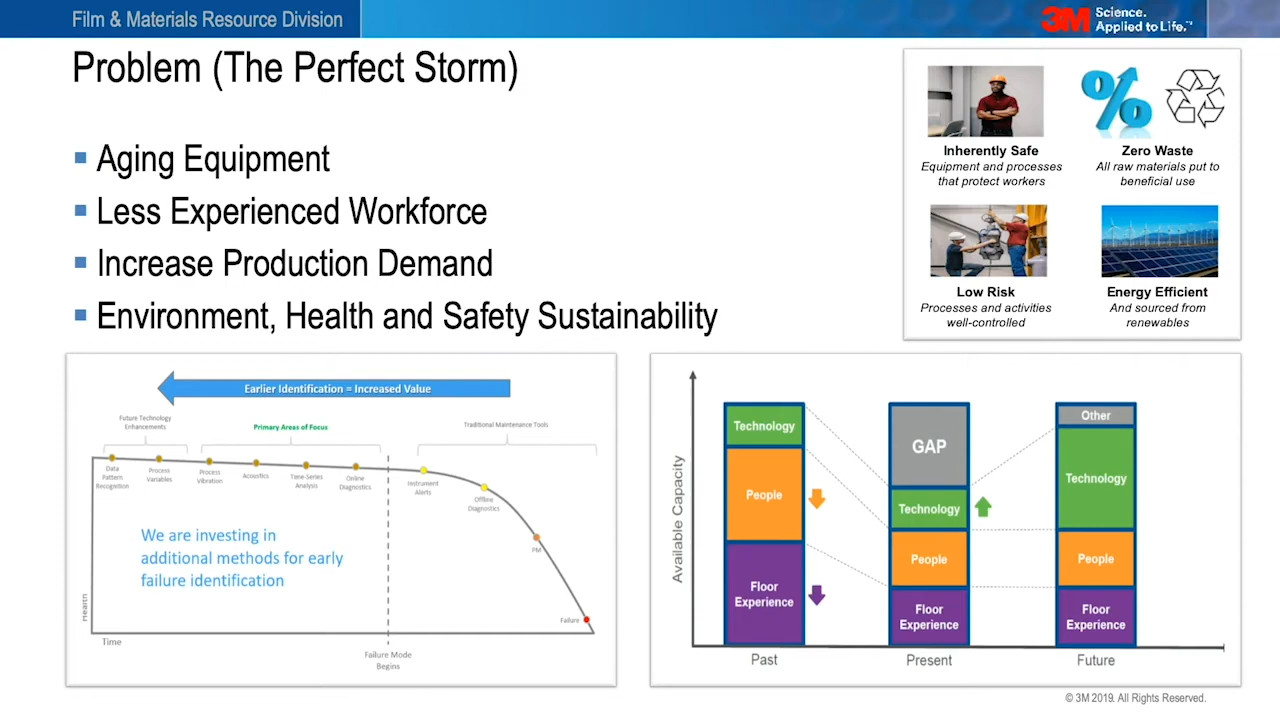 Film & Materials Resource Division
3M Science.
Applied to Life.™
Problem (The Perfect Storm)
Aging Equipment
Less Experienced Workforce
Increase Production Demand
Environment, Health and Safety Sustainability
Inherently Safe
Equipment and processes
that protect workers
Zero Waste
All raw materials put to
beneficial use
Low Risk
Processes and activities
well-controlled
Energy Efficient
And sourced from
renewables
Earlier Identification = Increased Value
Future Technology
Enhancements
Primary Areas of Focus
Traditional Maintenance Tools
Data
Pattern
Recognition
Process
Variables
Process
Vibration
Acoustics
Time-Series
Analysis
Online
Diagnostics
Instrument
Alerts
Offline
Diagnostics
PM
Failure
We are investing in
additional methods for early
failure identification
Health
Time
Failure Mode
Begins
Available Capacity
Technology
People
Floor
Experience
Past
GAP
Technology
People
Floor
Experience
Present
Other
Technology
People
Floor
Experience
Future
© 3M 2019. All Rights Reserved.